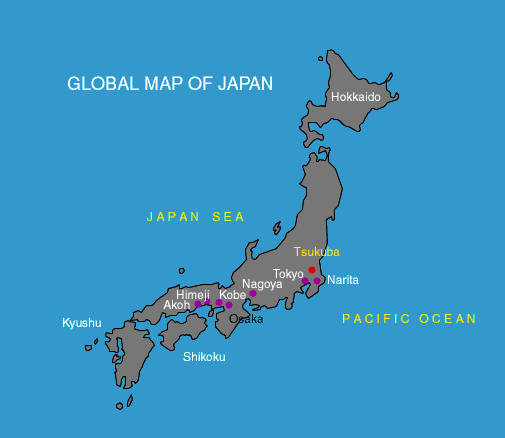 GLOBAL MAP OF JAPAN
Hokkaido
JAPAN SEA
Tsukuba
Tokyo
Narita
Nagoya
Himeji
Kobe
Akoh
Osaka
Kyushu
PACIFIC OCEAN
Shikoku